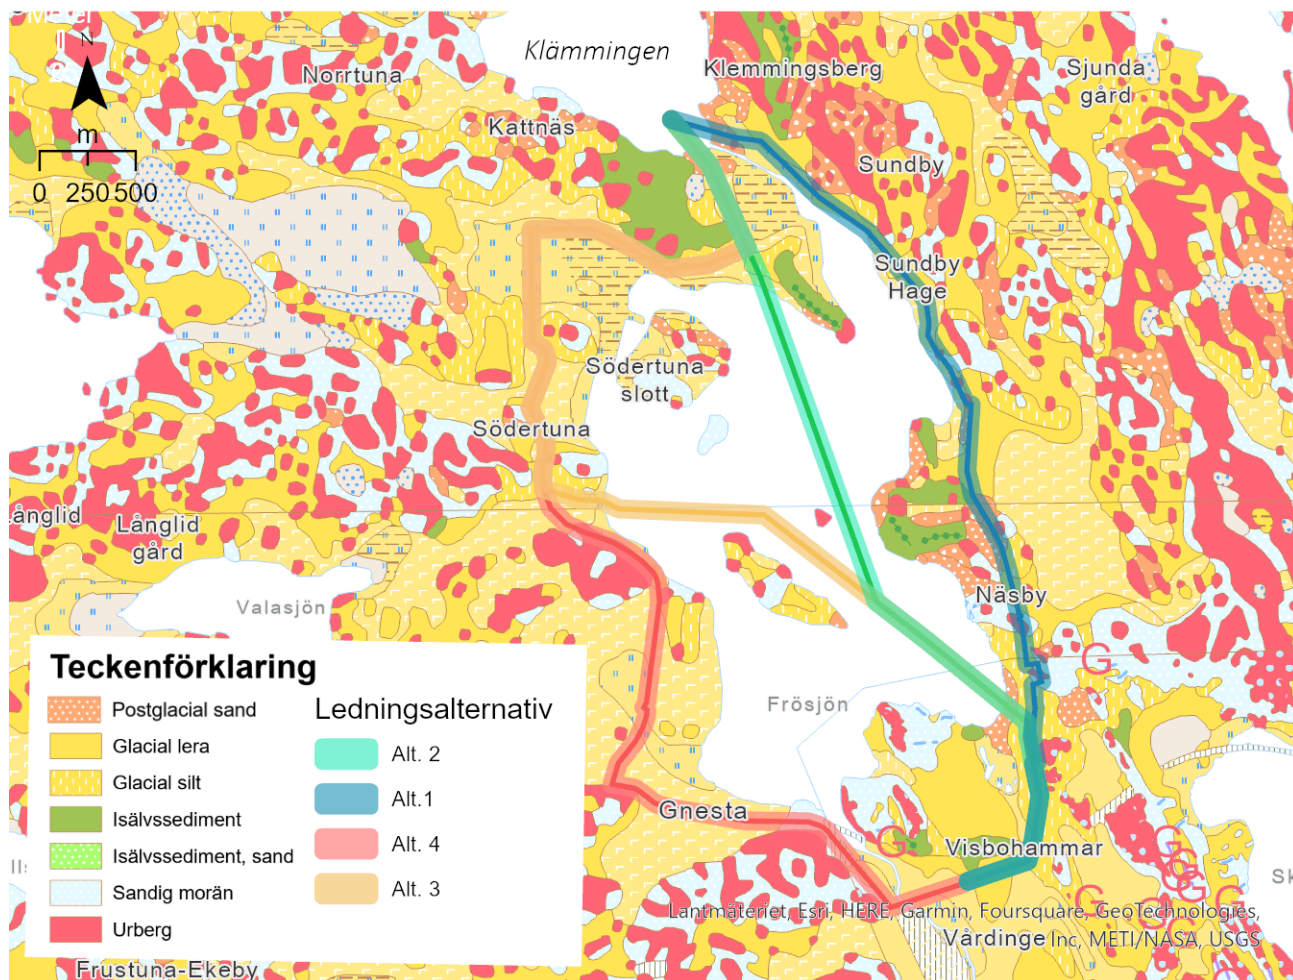 Meter
N
m
0 250 500
Klämmingen
Norrtuna
Klemmingsberg
Sjunda
gård
Kattnäs
Sundby
Sundby
Hage
Södertuna
slott
Södertuna
Långlid
Långlid
gård
Valasjön
Näsby
G
Frösjön
Gnesta
Visbohammar
G
G
G
G
G
G
G
Sk
Teckenförklaring
Postglacial sand
Glacial lera
Glacial silt
Isälvssediment
Isälvssediment, sand
Sandig morän
Urberg
Ledningsalternativ
Alt. 2
Alt.1
Alt. 4
Alt. 3
Lantmäteriet, Esri, HERE, Garmin, Foursquare, GeoTechnologies,
Vårdinge Inc, METI/NASA, USGS
Frustuna-Ekeby